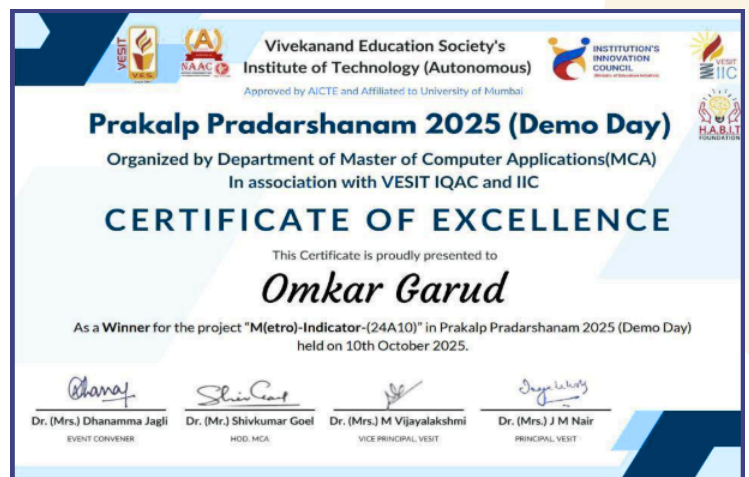 VESIT
V.E.S.
NAAC
Vivekanand Education Society's
Institute of Technology (Autonomous)
Approved by AICTE and Affiliated to University of Mumbai
INSTITUTION'S
INNOVATION
COUNCIL
(Ministry of Education Initiative)
VESIT
IIC
H.A.B.I.T
FOUNDATION
Prakalp Pradarshanam 2025 (Demo Day)
Organized by Department of Master of Computer Applications(MCA)
In association with VESIT IQAC and IIC
CERTIFICATE OF EXCELLENCE
This Certificate is proudly presented to
Omkar Garud
As a Winner for the project "M(etro)-Indicator-(24A10)" in Prakalp Pradarshanam 2025 (Demo Day)
held on 10th October 2025.
Dr. (Mrs.) Dhanamma Jagli
EVENT CONVENER
Dr. (Mr.) Shivkumar Goel
HOD, MCA
Dr. (Mrs.) M Vijayalakshmi
VICE PRINCIPAL, VESIT
Dr. (Mrs.) J M Nair
PRINCIPAL, VESIT